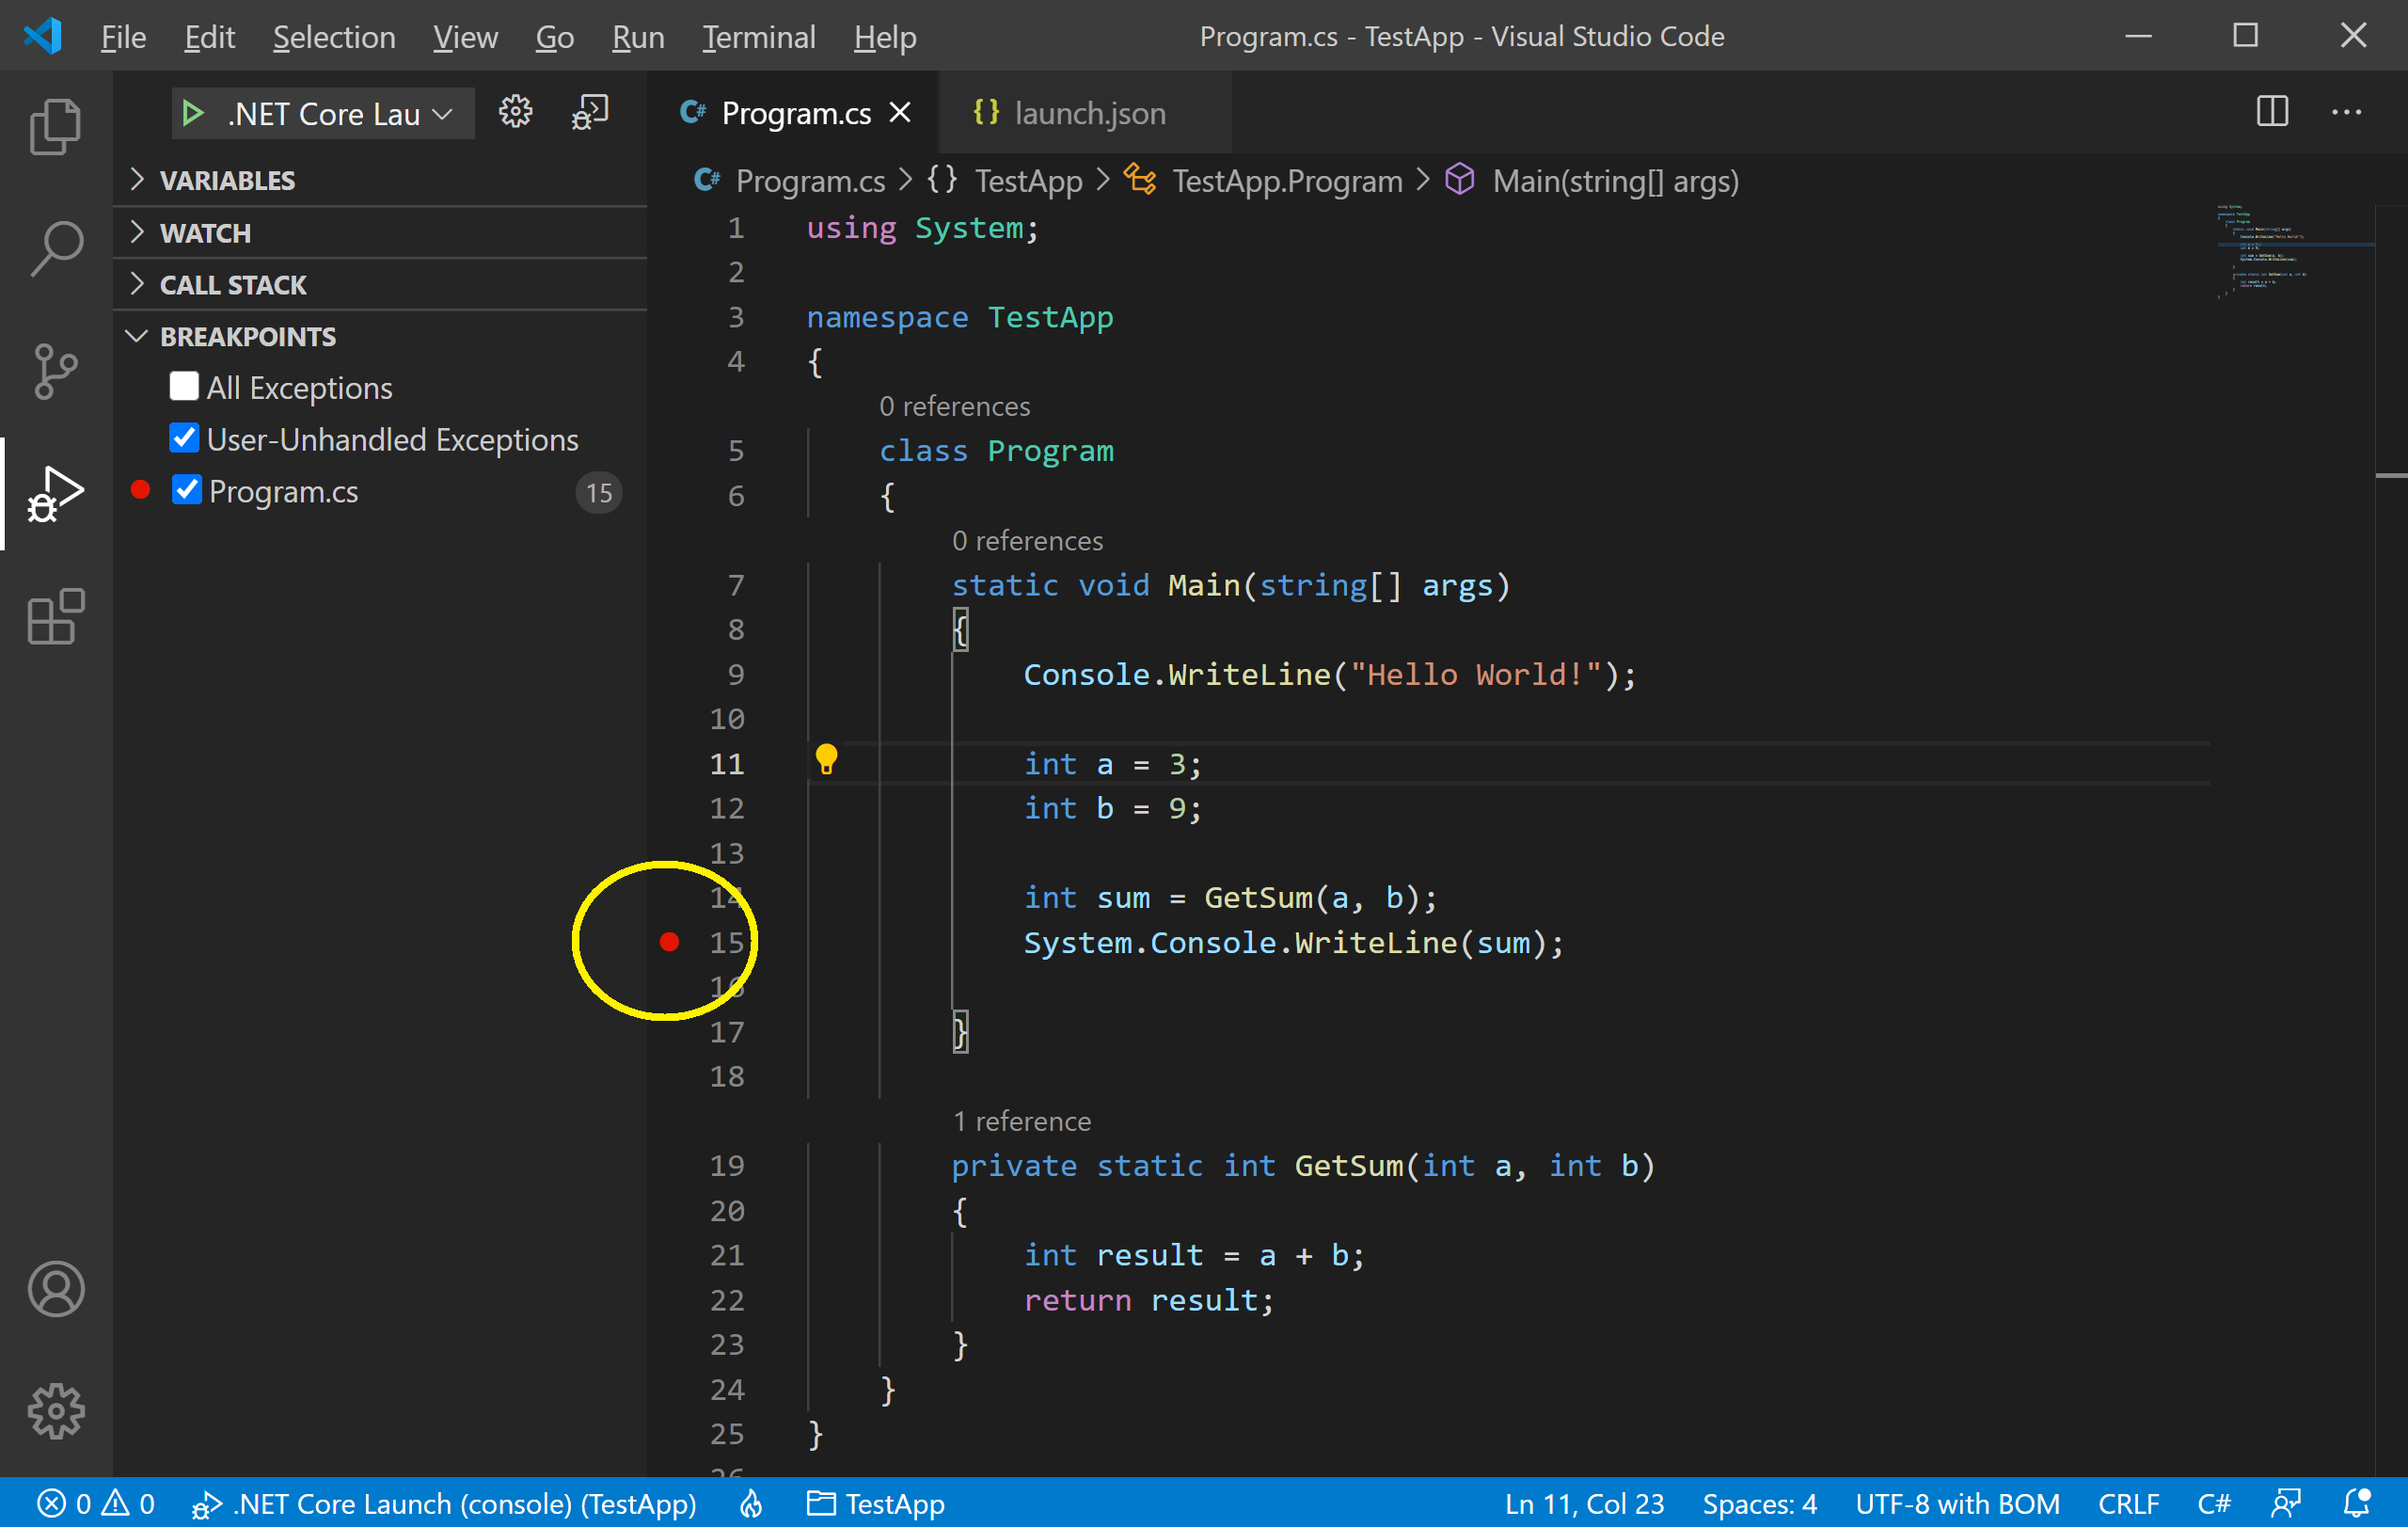 File Edit Selection View Go Run Terminal Help Program.cs - TestApp - Visual Studio Code
.NET Core Lau
VARIABLES
WATCH
CALL STACK
BREAKPOINTS
All Exceptions
User-Unhandled Exceptions
Program.cs 15
C# Program.cs {} launch.json
C# Program.cs > {} TestApp > TestApp.Program > Main(string[] args)
1 using System;
2
3 namespace TestApp
4 {
0 references
5 class Program
6 {
0 references
7 static void Main(string[] args)
8 {
9 Console.WriteLine("Hello World!");
10
11 int a = 3;
12 int b = 9;
13
14 int sum = GetSum(a, b);
15 System.Console.WriteLine(sum);
16
17 }
18
1 reference
19 private static int GetSum(int a, int b)
20 {
21 int result = a + b;
22 return result;
23 }
24 }
25 }
26
0 0 .NET Core Launch (console) (TestApp) TestApp Ln 11, Col 23 Spaces: 4 UTF-8 with BOM CRLF C#